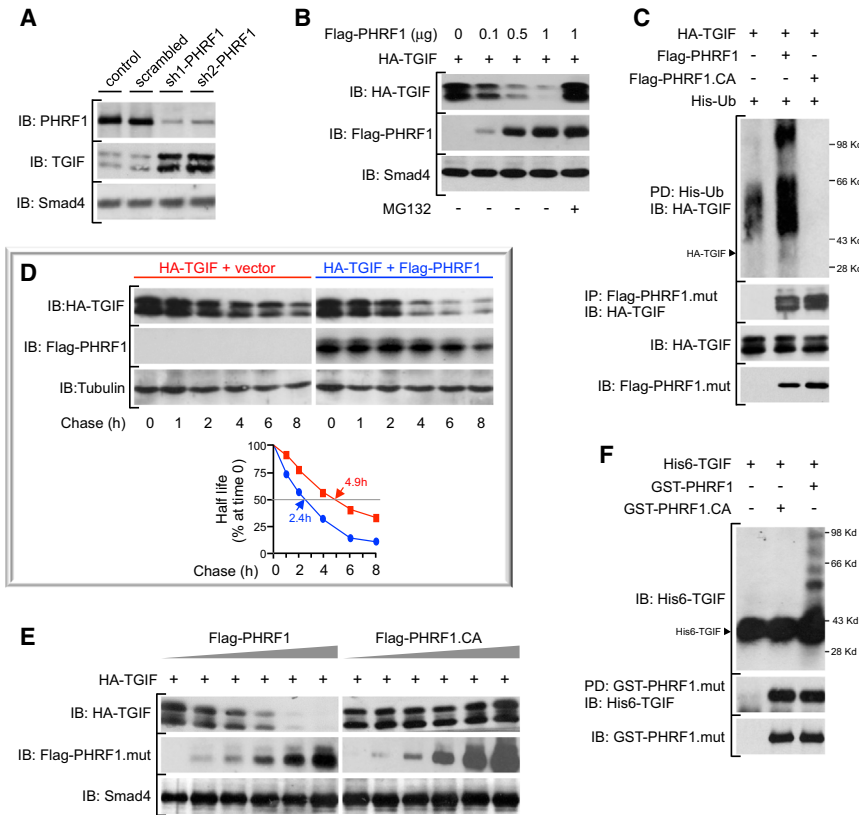 A
control
scrambled
sh1-PHRF1
sh2-PHRF1
IB: PHRF1
IB: TGIF
IB: Smad4
B
Flag-PHRF1 (µg) 0 0.1 0.5 1 1
HA-TGIF + + + + +
IB: HA-TGIF
IB: Flag-PHRF1
IB: Smad4
MG132 - - - - +
C
HA-TGIF + + +
Flag-PHRF1 - + -
Flag-PHRF1.CA - - +
His-Ub + + +
PD: His-Ub
IB: HA-TGIF
HA-TGIF
98 Kd
66 Kd
43 Kd
28 Kd
IP: Flag-PHRF1.mut
IB: HA-TGIF
IB: HA-TGIF
IB: Flag-PHRF1.mut
D
HA-TGIF + vector
HA-TGIF + Flag-PHRF1
IB:HA-TGIF
IB: Flag-PHRF1
IB:Tubulin
Chase (h) 0 1 2 4 6 8 0 1 2 4 6 8
Half life
(% at time 0)
100
75
50
25
0
4.9h
2.4h
Chase (h) 0 2 4 6 8
E
Flag-PHRF1
Flag-PHRF1.CA
HA-TGIF + + + + + + + + + + + +
IB: HA-TGIF
IB: Flag-PHRF1.mut
IB: Smad4
F
His6-TGIF + + +
GST-PHRF1 - - +
GST-PHRF1.CA - + -
IB: His6-TGIF
His6-TGIF
98 Kd
66 Kd
43 Kd
28 Kd
PD: GST-PHRF1.mut
IB: His6-TGIF
IB: GST-PHRF1.mut